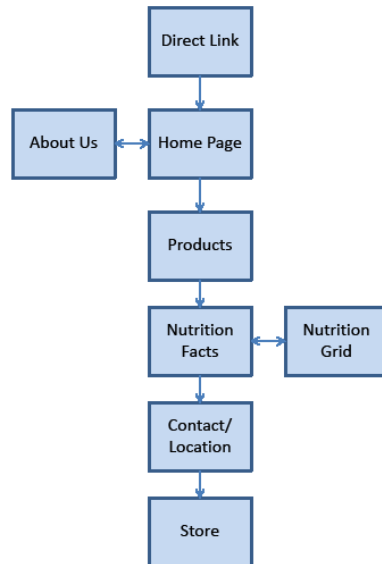 Direct Link
About Us
Home Page
Products
Nutrition
Facts
Nutrition
Grid
Contact/
Location
Store